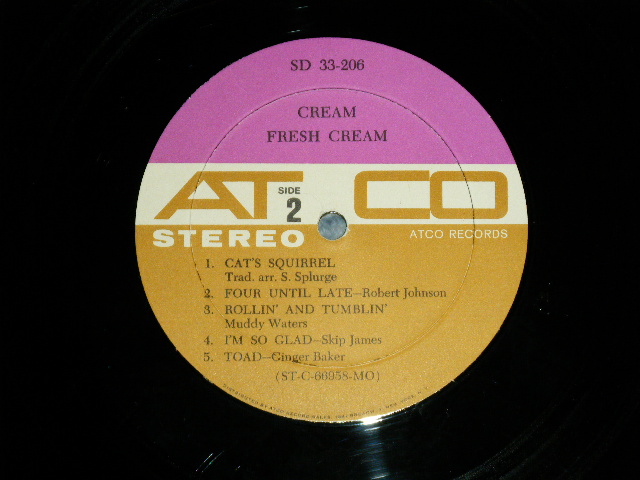 SD 33-206
CREAM
FRESH CREAM
ATCO
SIDE
2
STEREO
ATCO RECORDS
1. CAT'S SQUIRREL
Trad. arr. S. Splurge
2. FOUR UNTIL LATE—Robert Johnson
3. ROLLIN' AND TUMBLIN'
Muddy Waters
4. I'M SO GLAD—Skip James
5. TOAD—Ginger Baker
(ST-C-66958-MO)